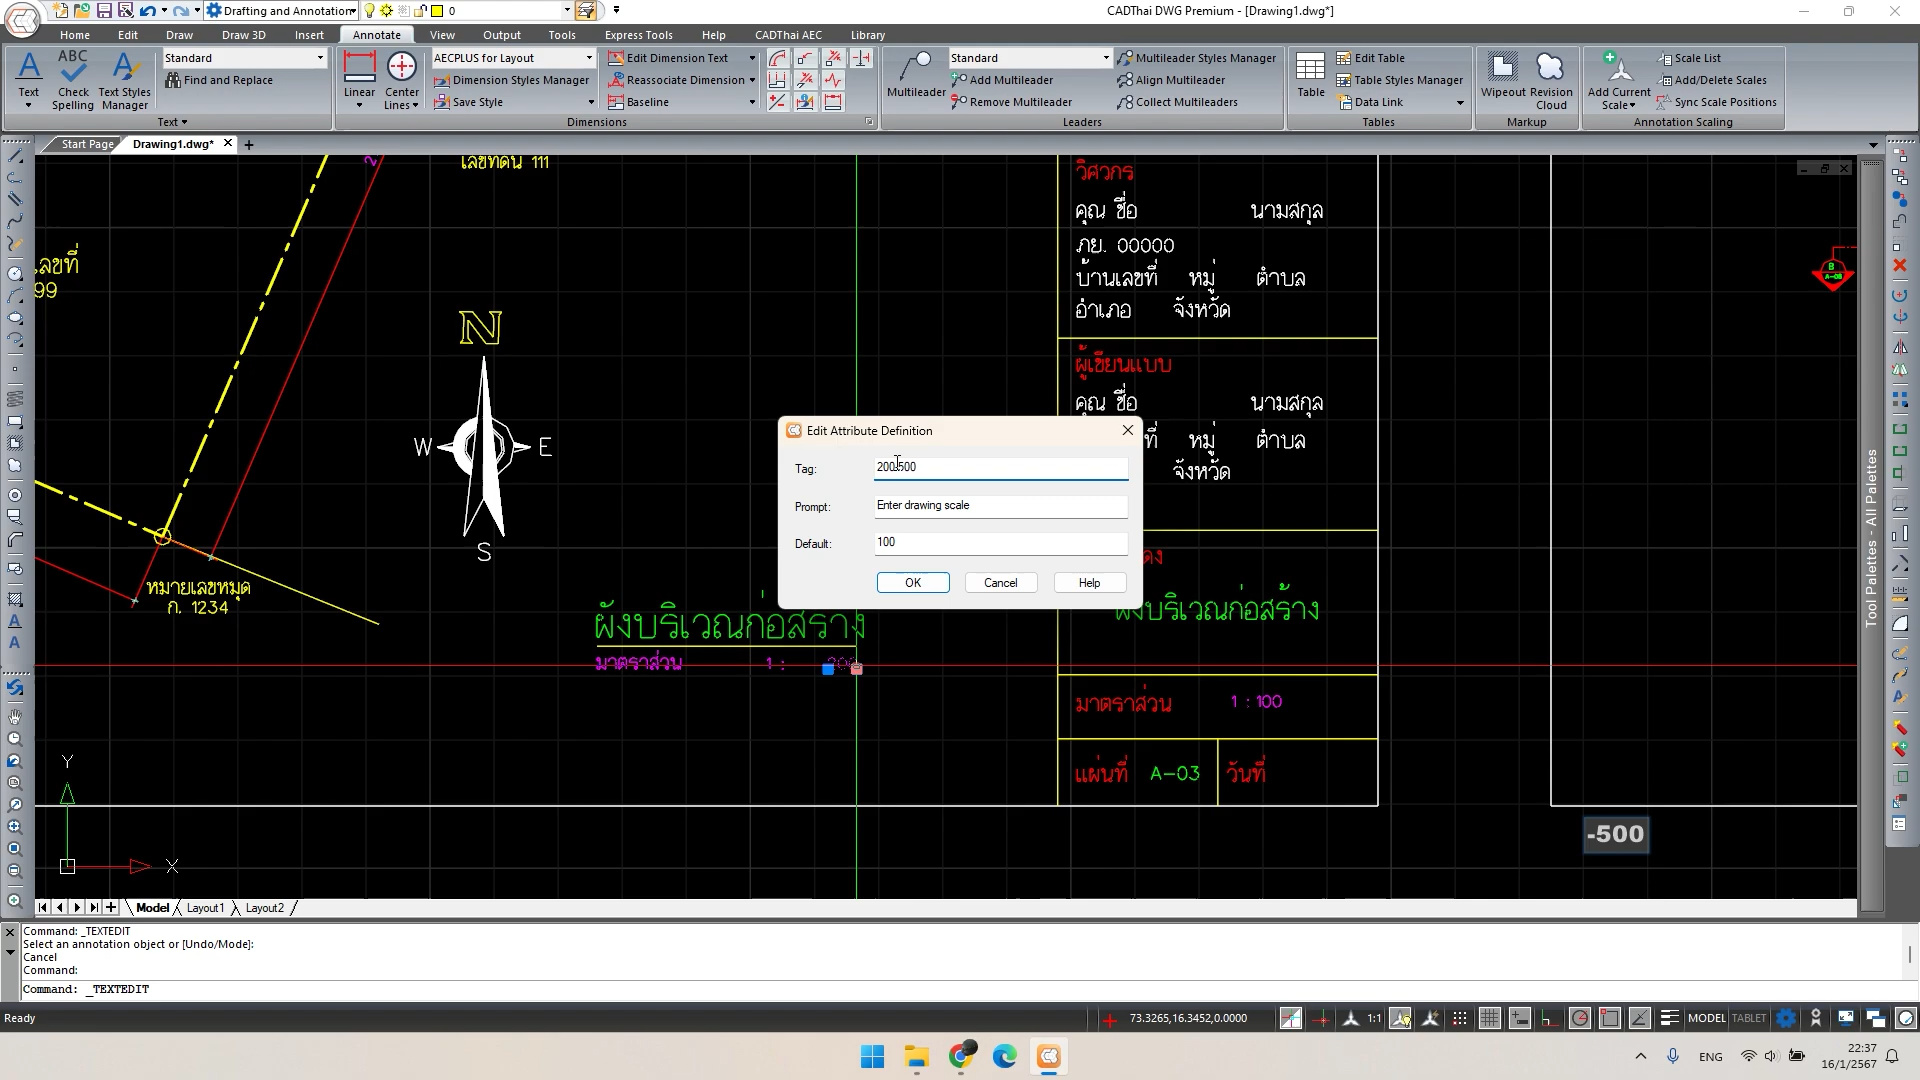 Drafting and Annotation
0
CADThai DWG Premium - [Drawing1.dwg*]
Home Edit Draw Draw 3D Insert Annotate View Output Tools Express Tools Help CADThai AEC Library
Text
ABC
Check Spelling
Text Styles Manager
Standard
Find and Replace
Text
Linear
Center Lines
AECPLUS for Layout
Dimension Styles Manager
Save Style
Edit Dimension Text
Reassociate Dimension
Baseline
Dimensions
Multileader
Standard
Add Multileader
Remove Multileader
Multileader Styles Manager
Align Multileader
Collect Multileaders
Leaders
Table
Edit Table
Table Styles Manager
Data Link
Tables
Wipeout
Revision Cloud
Markup
Add Current Scale
Scale List
Add/Delete Scales
Sync Scale Positions
Annotation Scaling
Start Page
Drawing1.dwg*
เลขที่ดิน 111
2
99
N
W
E
S
หมายเลขหมุด
ก. 1234
ผังบริเวณก่อสร้าง
มาตราส่วน 1 : 200
วิศวกร
คุณ ชื่อ นามสกุล
ภย. 00000
บ้านเลขที่ หมู่ ตำบล
อำเภอ จังหวัด
ผู้เขียนแบบ
คุณ ชื่อ นามสกุล
ที่ หมู่ ตำบล
จังหวัด
ผังบริเวณก่อสร้าง
มาตราส่วน 1 : 100
แผ่นที่ A-03 วันที่
Edit Attribute Definition
Tag: 200500
Prompt: Enter drawing scale
Default: 100
OK Cancel Help
B
A-08
-500
Tool Palettes - All Palettes
Y
X
Model Layout1 Layout2
Command: _TEXTEDIT
Select an annotation object or [Undo/Mode]:
Cancel
Command:
Command: _TEXTEDIT
Ready
73.3265,16.3452,0.0000
1:1
MODEL
TABLET
ENG
22:37
16/1/2567